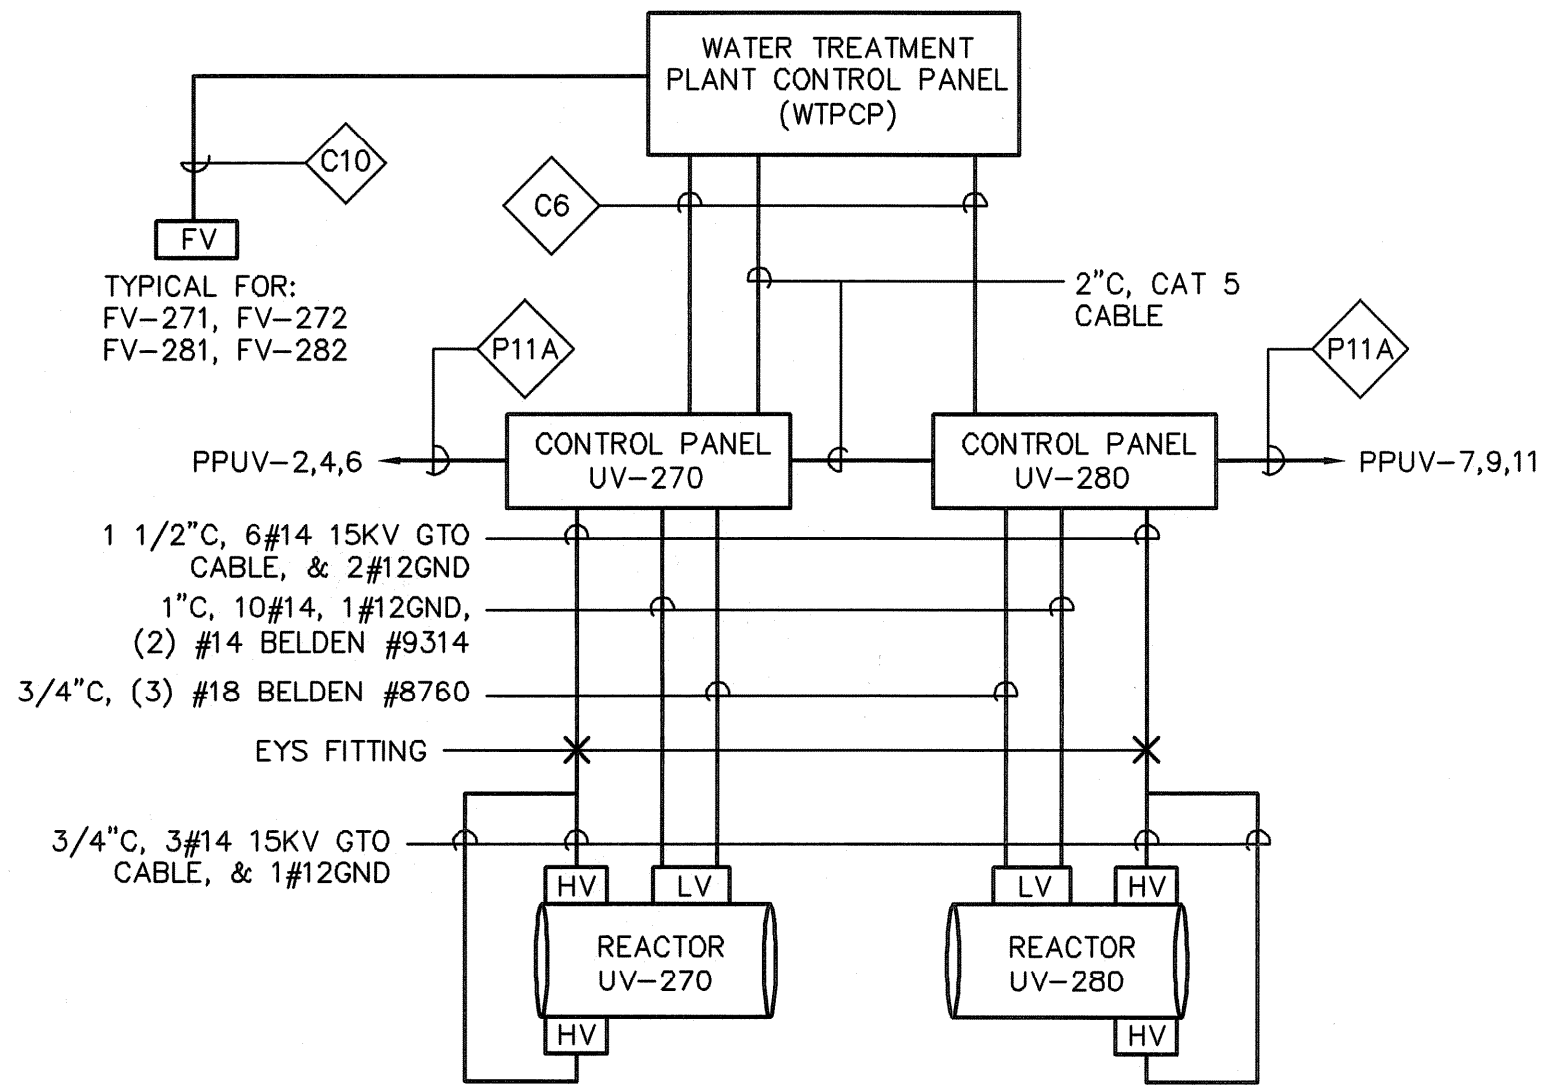 WATER TREATMENT
PLANT CONTROL PANEL
(WTPCP)
C10
C6
FV
TYPICAL FOR:
FV-271, FV-272
FV-281, FV-282
2"C, CAT 5
CABLE
P11A
P11A
PPUV-2,4,6
CONTROL PANEL
UV-270
CONTROL PANEL
UV-280
PPUV-7,9,11
1 1/2"C, 6#14 15KV GTO
CABLE, & 2#12GND
1"C, 10#14, 1#12GND,
(2) #14 BELDEN #9314
3/4"C, (3) #18 BELDEN #8760
EYS FITTING
3/4"C, 3#14 15KV GTO
CABLE, & 1#12GND
HV
LV
LV
HV
REACTOR
UV-270
REACTOR
UV-280
HV
HV